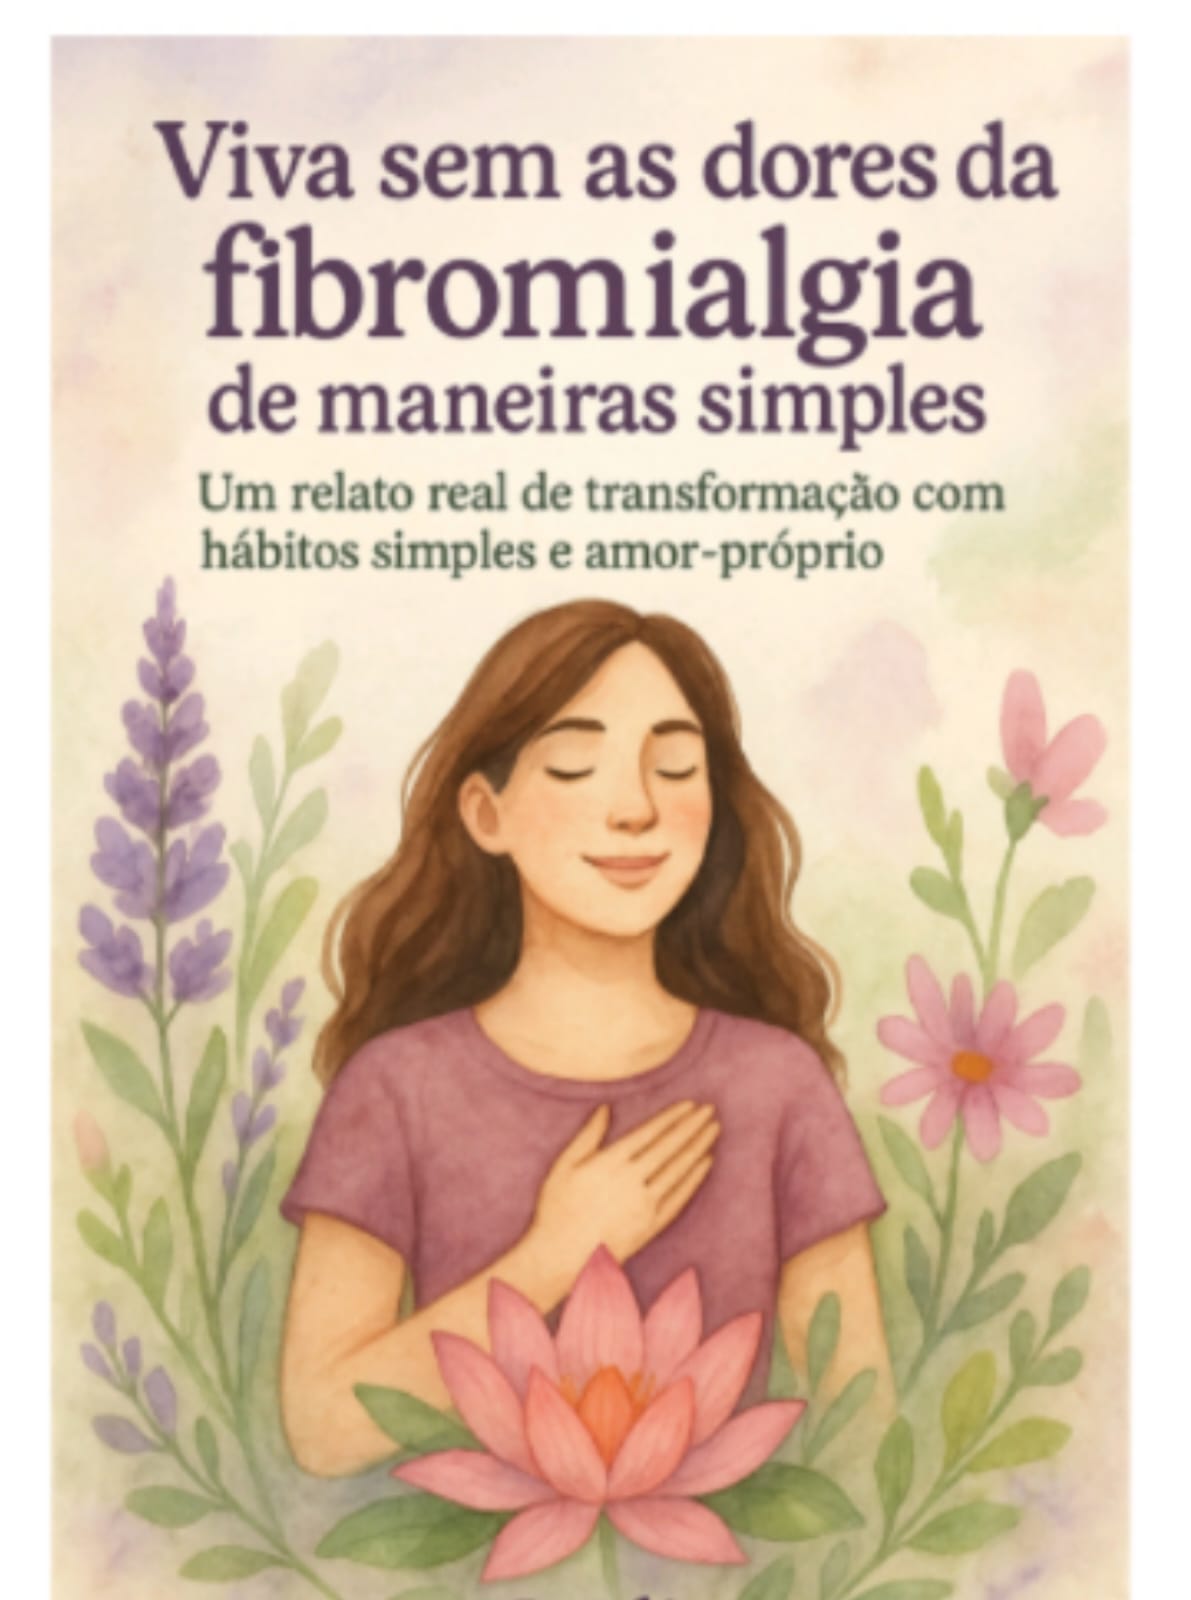 Viva sem as dores da
fibromialgia
de maneiras simples
Um relato real de transformação com
hábitos simples e amor-próprio